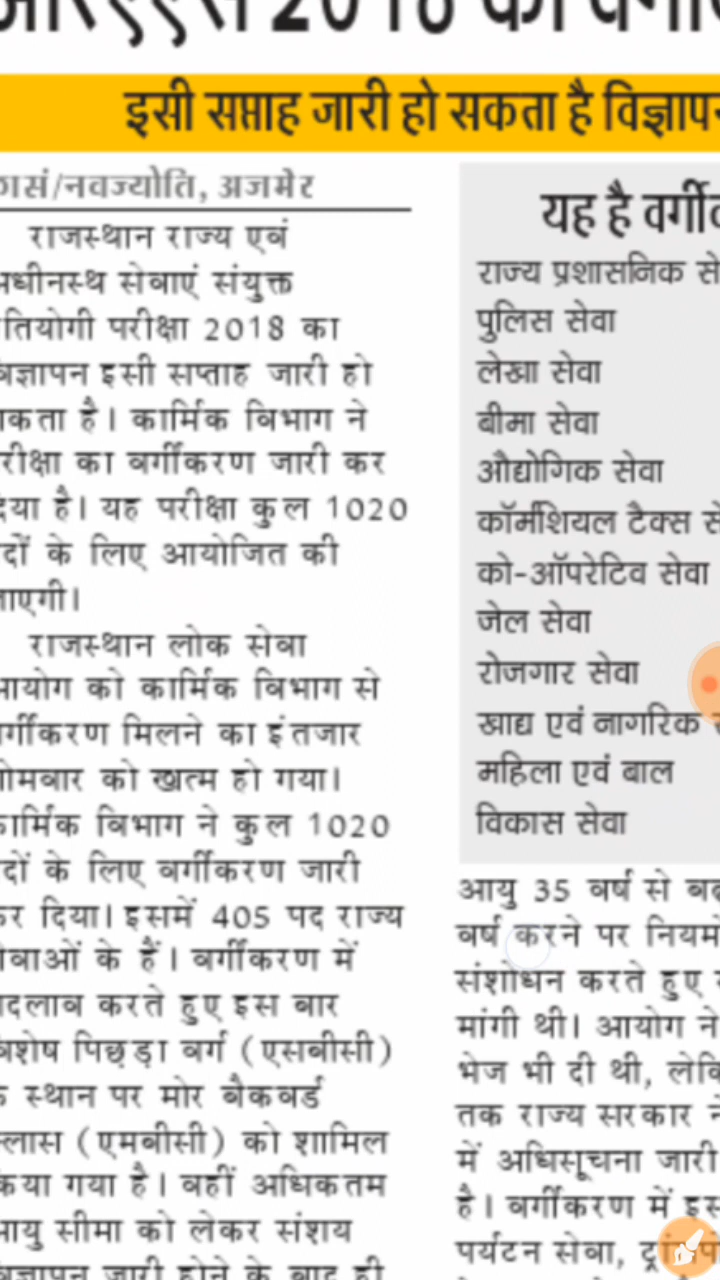 2018 का
इसी सप्ताह जारी हो सकता है
कासं/नवज्योति, अजमेर
राजस्थान राज्य एवं
अधीनस्थ सेवाएं संयुक्त
प्रतियोगी परीक्षा 2018 का
विज्ञापन इसी सप्ताह जारी हो
सकता है। कार्मिक विभाग ने
परीक्षा का वर्गीकरण जारी कर
दिया है। यह परीक्षा कुल 1020
पदों के लिए आयोजित की
जाएगी।
राजस्थान लोक सेवा
आयोग को कार्मिक विभाग से
वर्गीकरण मिलने का इंतजार
सोमवार को खत्म हो गया।
कार्मिक विभाग ने कुल 1020
पदों के लिए वर्गीकरण जारी
कर दिया। इसमें 405 पद राज्य
सेवाओं के हैं। वर्गीकरण में
बदलाव करते हुए इस बार
विशेष पिछड़ा वर्ग (एसबीसी)
के स्थान पर मोर बैकवर्ड
क्लास (एमबीसी) को शामिल
किया गया है। वहीं अधिकतम
आयु सीमा को लेकर संशय
विज्ञापन जारी होने के बाद ही
यह है
राज्य प्रशासनिक
पुलिस सेवा
लेखा सेवा
बीमा सेवा
औद्योगिक सेवा
कॉमर्शियल टैक्स
को-ऑपरेटिव सेवा
जेल सेवा
रोजगार सेवा
खाद्य एवं नागरिक
महिला एवं बाल
विकास सेवा
आयु 35 वर्ष से
वर्ष करने पर
संशोधन करते हुए
मांगी थी। आयोग ने
भेज भी दी थी,
तक राज्य सरकार
में अधिसूचना जारी
है। वर्गीकरण में
पर्यटन सेवा,